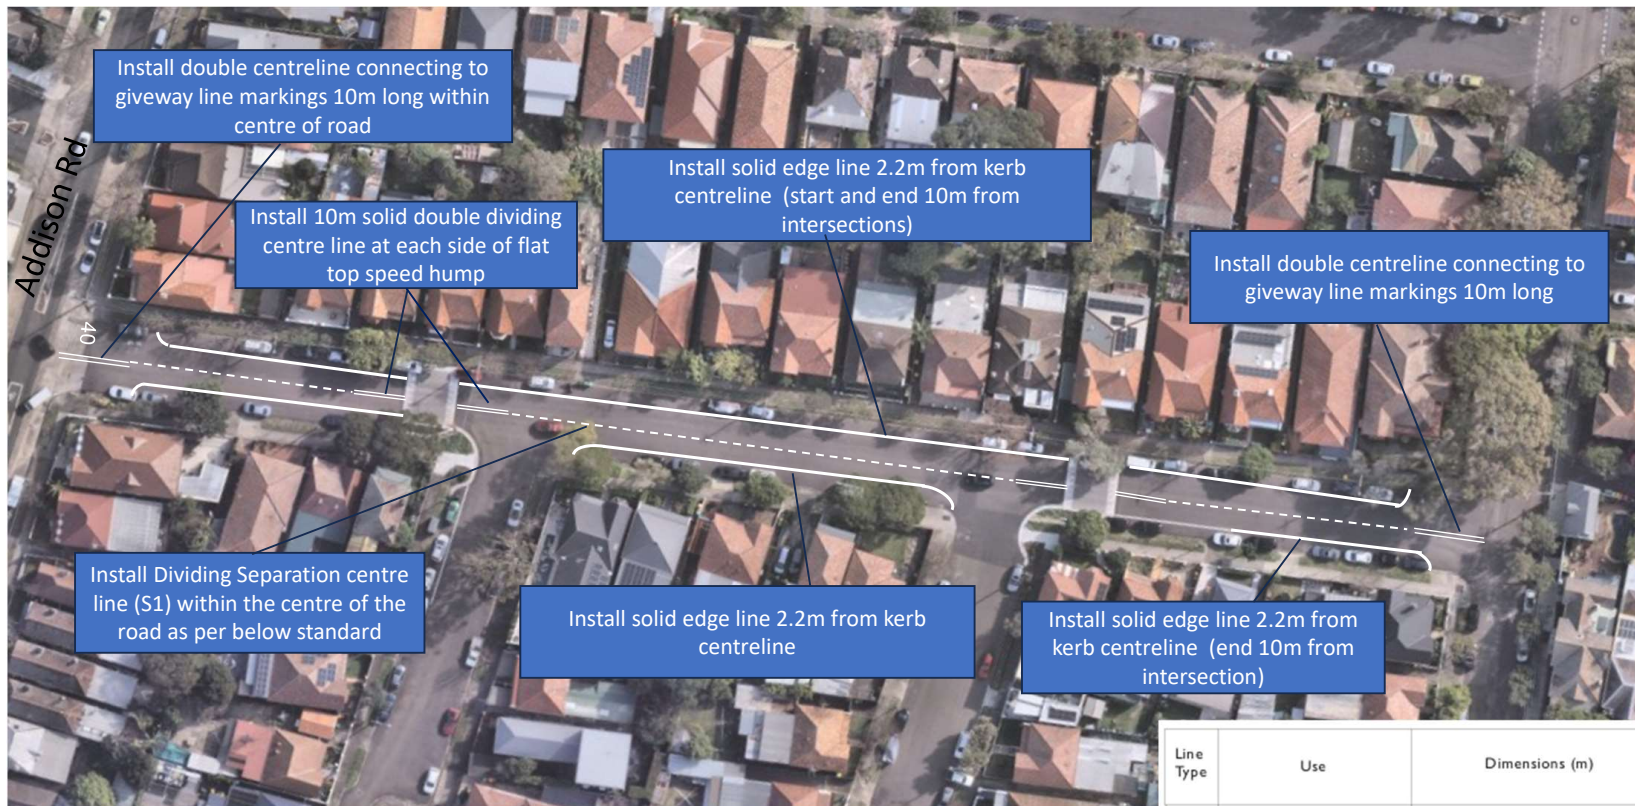 Install double centreline connecting to
giveway line markings 10m long within
centre of road
Addison Rd
Install solid edge line 2.2m from kerb
centreline (start and end 10m from
intersections)
Install 10m solid double dividing
centre line at each side of flat
top speed hump
Install double centreline connecting to
giveway line markings 10m long
40
Install Dividing Separation centre
line (S1) within the centre of the
road as per below standard
Install solid edge line 2.2m from kerb
centreline
Install solid edge line 2.2m from
kerb centreline (end 10m from
intersection)
Line
Type
Use
Dimensions (m)